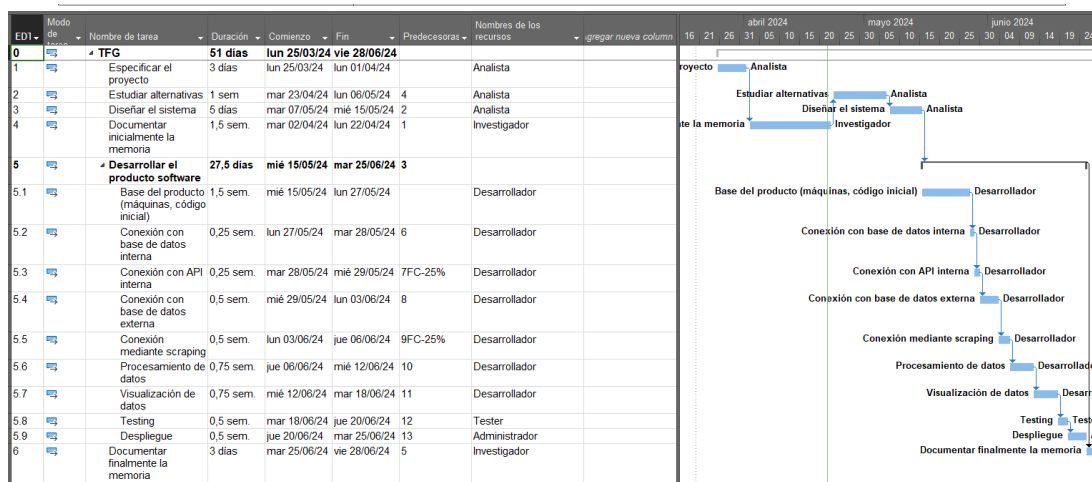 EDT Modo de tarea Nombre de tarea Duración Comienzo Fin Predecesoras Nombres de los recursos Agregar nueva columna
abril 2024 mayo 2024 junio 2024
16 21 26 31 05 10 15 20 25 30 05 10 15 20 25 30 04 09 14 19 24
0 TFG 51 días lun 25/03/24 vie 28/06/24
1 Especificar el proyecto 3 días lun 25/03/24 lun 01/04/24 Analista
2 Estudiar alternativas 1 sem mar 23/04/24 lun 06/05/24 4 Analista
3 Diseñar el sistema 5 días mar 07/05/24 mié 15/05/24 2 Analista
4 Documentar inicialmente la memoria 1,5 sem. mar 02/04/24 lun 22/04/24 1 Investigador
5 Desarrollar el producto software 27,5 días mié 15/05/24 mar 25/06/24 3
5.1 Base del producto (máquinas, código inicial) 1,5 sem. mié 15/05/24 lun 27/05/24 Desarrollador
5.2 Conexión con base de datos interna 0,25 sem. lun 27/05/24 mar 28/05/24 6 Desarrollador
5.3 Conexión con API interna 0,25 sem. mar 28/05/24 mié 29/05/24 7FC-25% Desarrollador
5.4 Conexión con base de datos externa 0,5 sem. mié 29/05/24 lun 03/06/24 8 Desarrollador
5.5 Conexión mediante scraping 0,5 sem. lun 03/06/24 jue 06/06/24 9FC-25% Desarrollador
5.6 Procesamiento de datos 0,75 sem. jue 06/06/24 mié 12/06/24 10 Desarrollador
5.7 Visualización de datos 0,75 sem. mié 12/06/24 mar 18/06/24 11 Desarrollador
5.8 Testing 0,5 sem. mar 18/06/24 jue 20/06/24 12 Tester
5.9 Despliegue 0,5 sem. jue 20/06/24 mar 25/06/24 13 Administrador
6 Documentar finalmente la memoria 3 días mar 25/06/24 vie 28/06/24 5 Investigador
royecto Analista
Estudiar alternativas Analista
Diseñar el sistema Analista
te la memoria Investigador
Base del producto (máquinas, código inicial) Desarrollador
Conexión con base de datos interna Desarrollador
Conexión con API interna Desarrollador
Conexión con base de datos externa Desarrollador
Conexión mediante scraping Desarrollador
Procesamiento de datos Desarrollado
Visualización de datos Desarr
Testing Test
Despliegue
Documentar finalmente la memoria